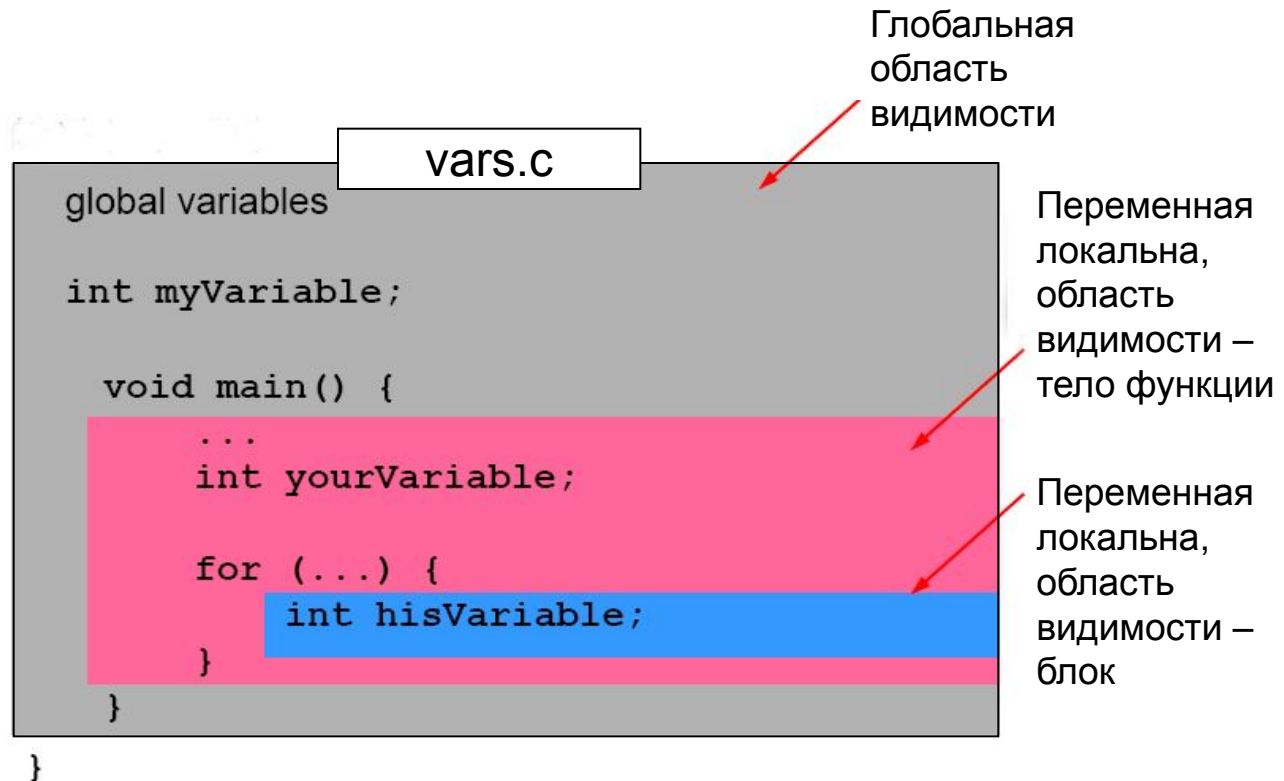 Глобальная
область
видимости
vars.c
global variables
int myVariable;
void main() {
...
int yourVariable;
for (...) {
int hisVariable;
}
}
}
Переменная
локальна,
область
видимости –
тело функции
Переменная
локальна,
область
видимости –
блок